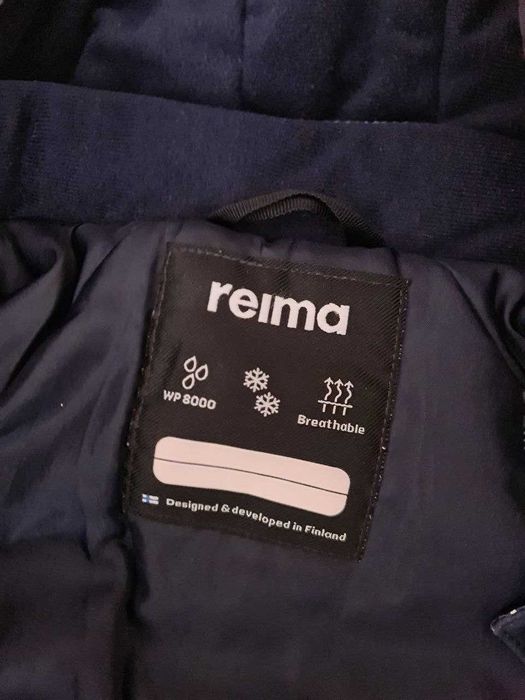 reima
WP 8000
Breathable
Designed & developed in Finland